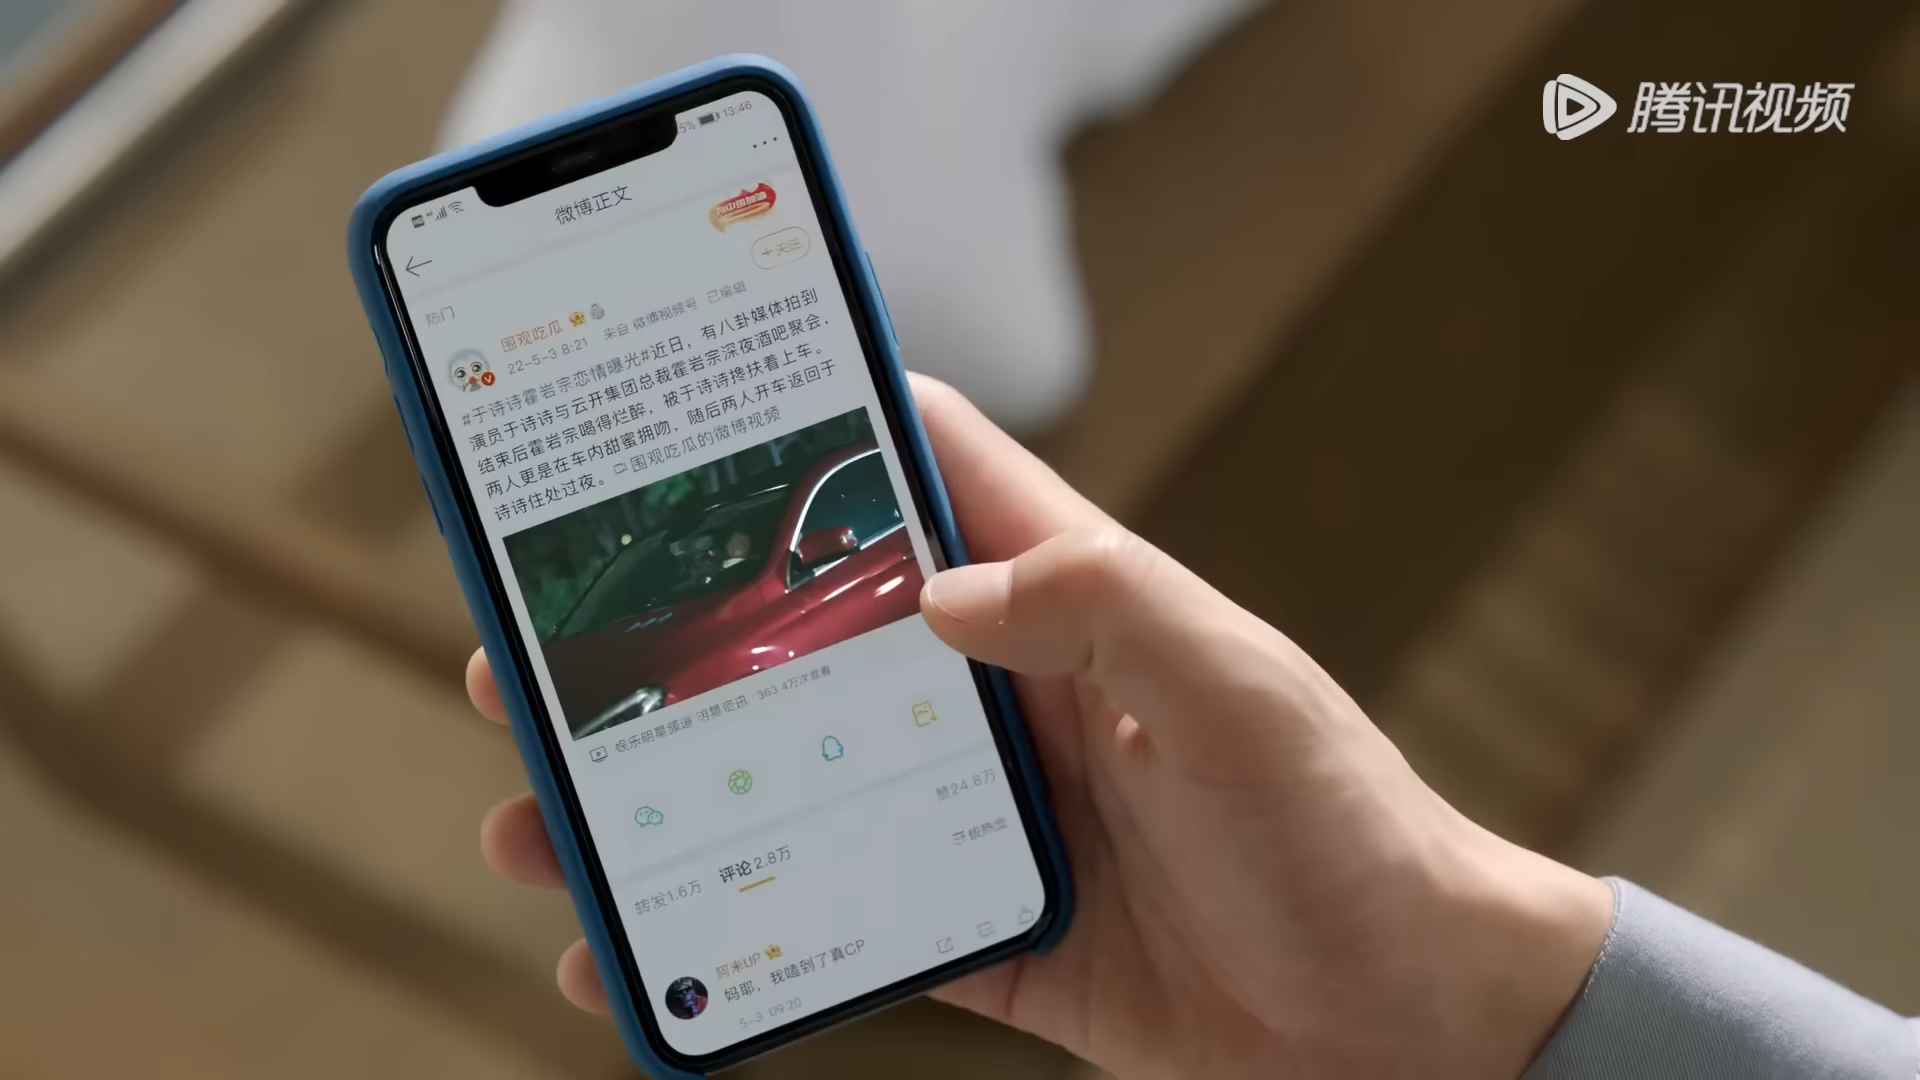 腾讯视频
5% 13:46
微博正文
+关注
热门
围观吃瓜
22-5-3 8:21 来自 微博视频号 已编辑
#于诗诗霍岩宗恋情曝光#近日，有八卦媒体拍到
演员于诗诗与云开集团总裁霍岩宗深夜酒吧聚会，
结束后霍岩宗喝得烂醉，被于诗诗搀扶着上车。
两人更是在车内甜蜜拥吻，随后两人开车返回于
诗诗住处过夜。 围观吃瓜的微博视频
娱乐明星频道 明星资讯 · 363.4万次观看
转发1.6万 评论2.8万 赞24.8万
按热度
阿米UP
妈耶，我嗑到了真CP
5-3 09:20